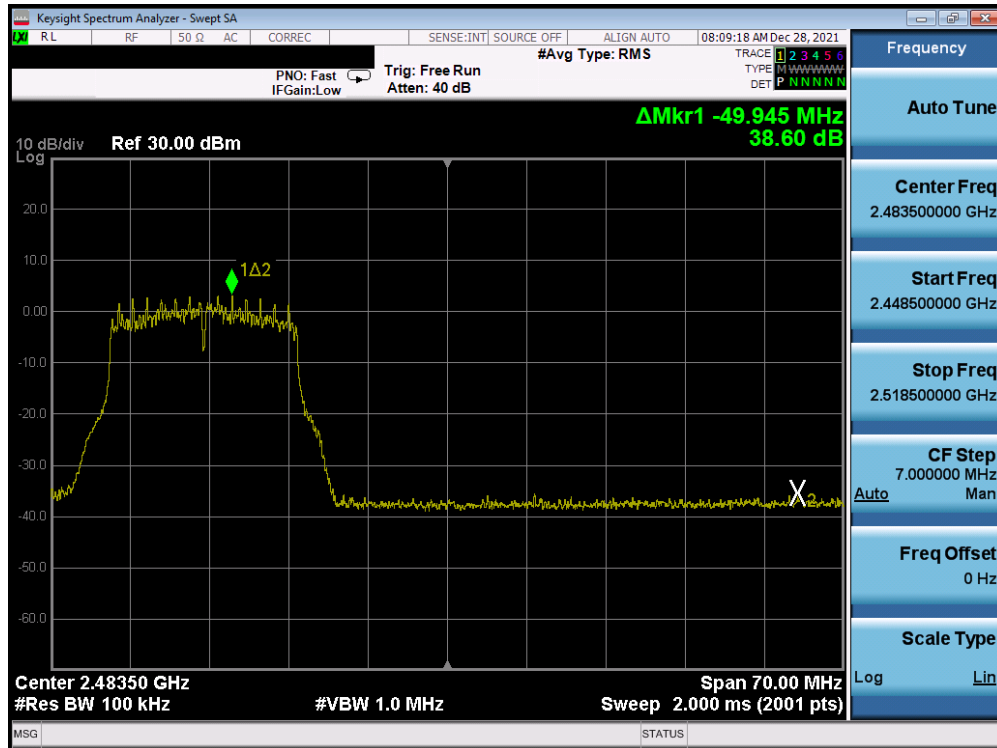 Keysight Spectrum Analyzer - Swept SA
LXI RL RF 50 Ω AC CORREC SENSE:INT SOURCE OFF ALIGN AUTO 08:09:18 AM Dec 28, 2021
#Avg Type: RMS
TRACE 1 2 3 4 5 6
TYPE M WWWWW
DET P N N N N N
PNO: Fast
IFGain:Low
Trig: Free Run
Atten: 40 dB
ΔMkr1 -49.945 MHz
38.60 dB
10 dB/div Ref 30.00 dBm
Log
20.0
10.0
0.00
-10.0
-20.0
-30.0
-40.0
-50.0
-60.0
1Δ2
X2
Center 2.48350 GHz
Span 70.00 MHz
#Res BW 100 kHz
#VBW 1.0 MHz
Sweep 2.000 ms (2001 pts)
MSG
STATUS
Frequency
Auto Tune
Center Freq
2.483500000 GHz
Start Freq
2.448500000 GHz
Stop Freq
2.518500000 GHz
CF Step
7.000000 MHz
Auto Man
Freq Offset
0 Hz
Scale Type
Log Lin